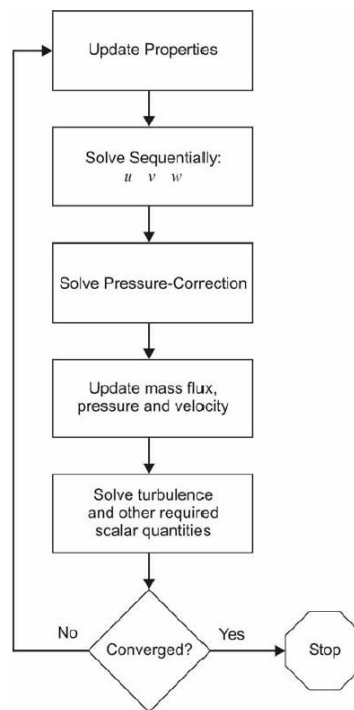 Update Properties
Solve Sequentially:
u v w
Solve Pressure-Correction
Update mass flux,
pressure and velocity
Solve turbulence
and other required
scalar quantities
No
Converged?
Yes
Stop